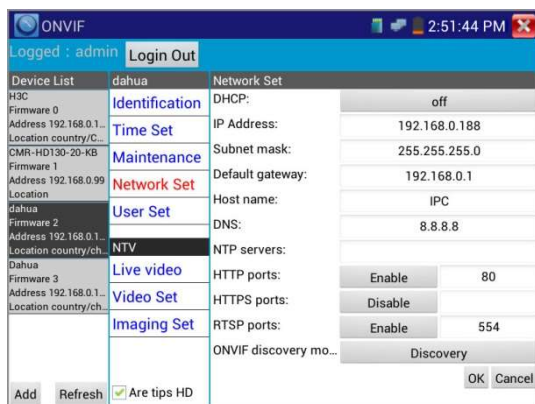 ONVIF
2:51:44 PM
Logged : admin
Login Out
Device List
H3C
Firmware 0
Address 192.168.0.1...
Location country/C...
CMR-HD130-20-KB
Firmware 1
Address 192.168.0.99
Location
dahua
Firmware 2
Address 192.168.0.1...
Location country/ch...
Dahua
Firmware 3
Address 192.168.0.1...
Location country/ch...
Add
Refresh
dahua
Identification
Time Set
Maintenance
Network Set
User Set
NTV
Live video
Video Set
Imaging Set
Are tips HD
Network Set
DHCP: off
IP Address: 192.168.0.188
Subnet mask: 255.255.255.0
Default gateway: 192.168.0.1
Host name: IPC
DNS: 8.8.8.8
NTP servers:
HTTP ports: Enable 80
HTTPS ports: Disable
RTSP ports: Enable 554
ONVIF discovery mo... Discovery
OK Cancel